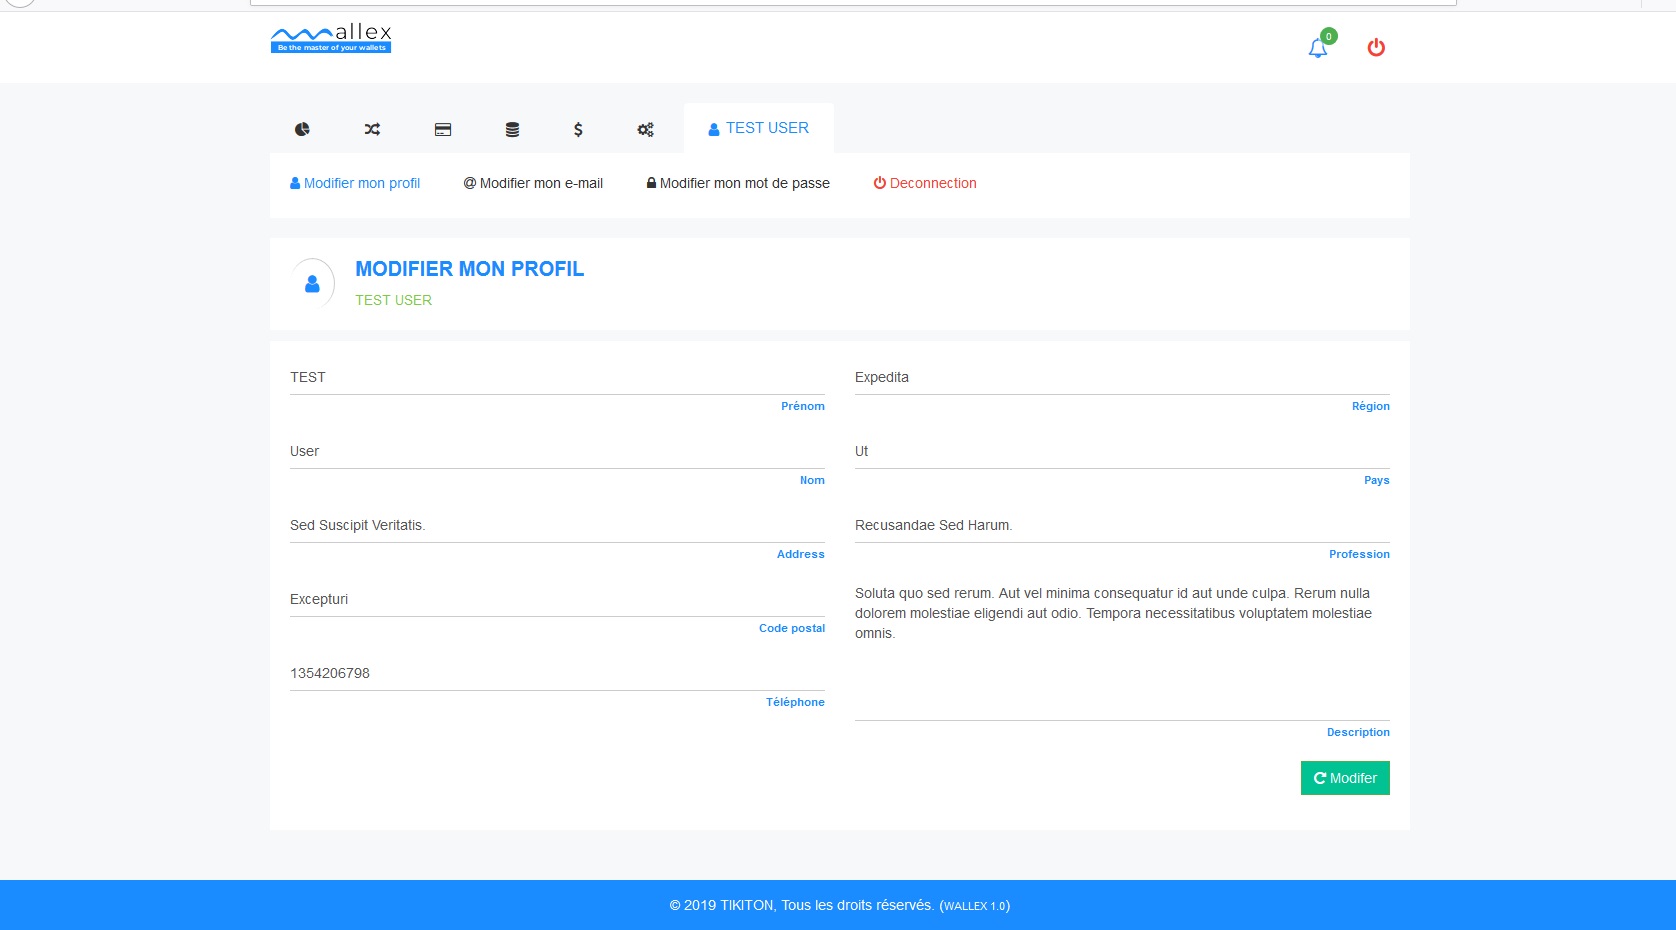 allex
Be the master of your wallets
0
TEST USER
Modifier mon profil
@ Modifier mon e-mail
Modifier mon mot de passe
Deconnection
MODIFIER MON PROFIL
TEST USER
TEST
Prénom
User
Nom
Sed Suscipit Veritatis.
Address
Excepturi
Code postal
1354206798
Téléphone
Expedita
Région
Ut
Pays
Recusandae Sed Harum.
Profession
Soluta quo sed rerum. Aut vel minima consequatur id aut unde culpa. Rerum nulla
dolorem molestiae eligendi aut odio. Tempora necessitatibus voluptatem molestiae
omnis.
Description
Modifer
© 2019 TIKITON, Tous les droits réservés. (WALLEX 1.0)